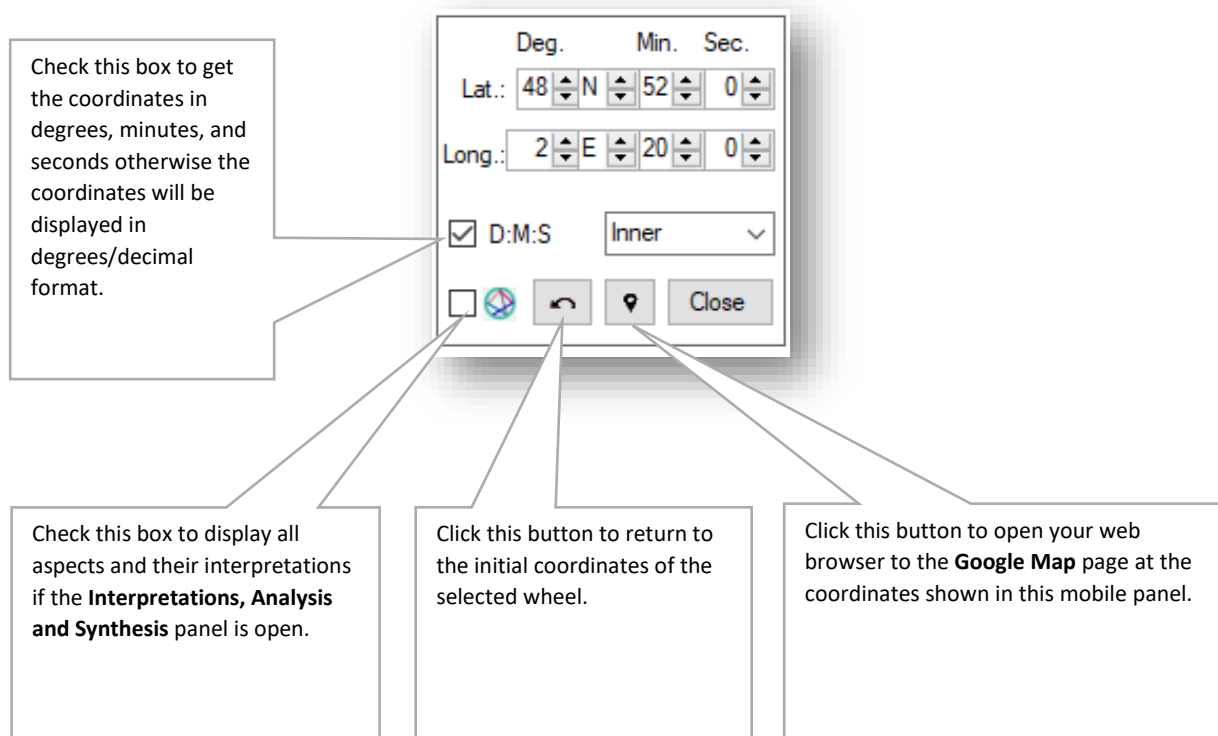 Deg. Min. Sec.
Lat.: 48 N 52 0
Long.: 2 E 20 0
D:M:S Inner
Close
Check this box to get
the coordinates in
degrees, minutes, and
seconds otherwise the
coordinates will be
displayed in
degrees/decimal
format.
Check this box to display all
aspects and their interpretations
if the Interpretations, Analysis
and Synthesis panel is open.
Click this button to return to
the initial coordinates of the
selected wheel.
Click this button to open your web
browser to the Google Map page at the
coordinates shown in this mobile panel.